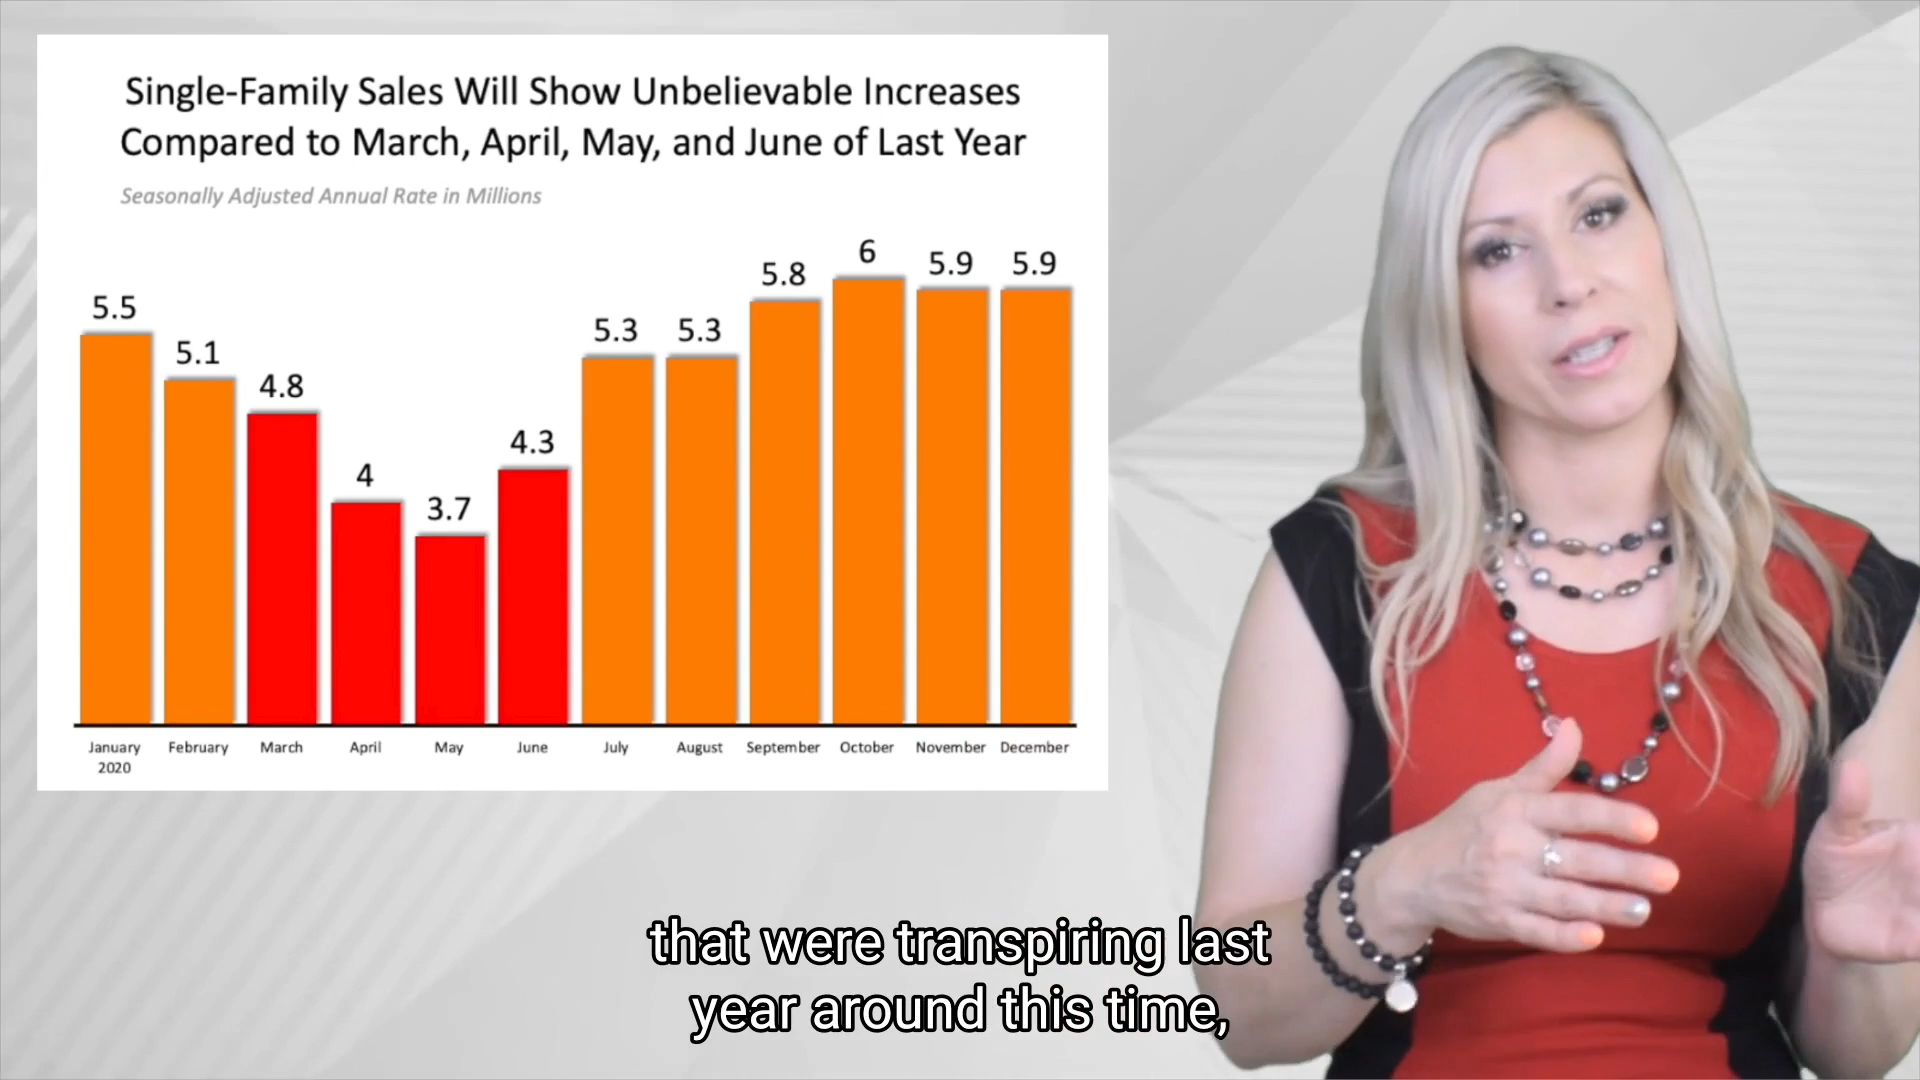 Single-Family Sales Will Show Unbelievable Increases
Compared to March, April, May, and June of Last Year
Seasonally Adjusted Annual Rate in Millions
5.5
5.1
4.8
4
3.7
4.3
5.3
5.3
5.8
6
5.9
5.9
January
2020
February
March
April
May
June
July
August
September
October
November
December
that were transpiring last
year around this time,